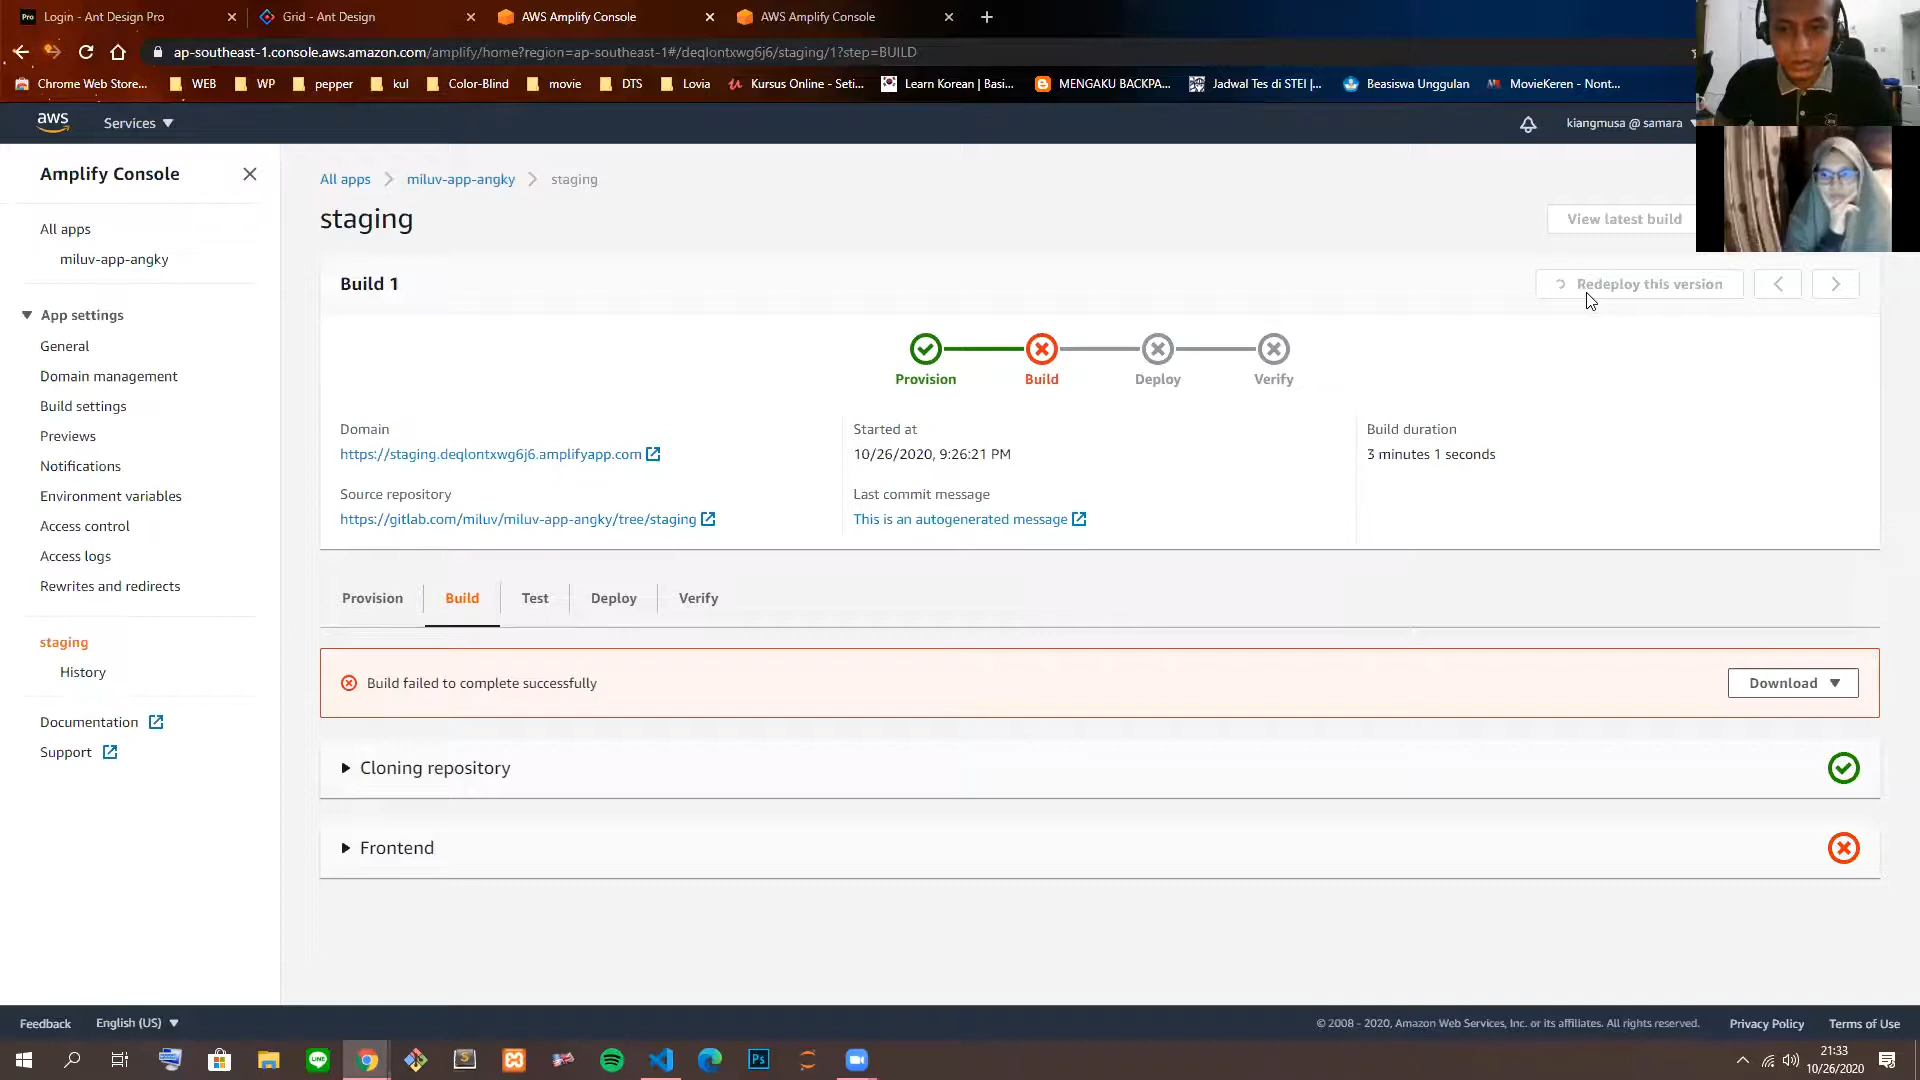 Login - Ant Design Pro
Grid - Ant Design
AWS Amplify Console
AWS Amplify Console
ap-southeast-1.console.aws.amazon.com/amplify/home?region=ap-southeast-1#/deqlontxwg6j6/staging/1?step=BUILD
Chrome Web Store...
WEB
WP
pepper
kul
Color-Blind
movie
DTS
Lovia
Kursus Online - Seti...
Learn Korean | Basi...
MENGAKU BACKPA...
Jadwal Tes di STEI |...
Beasiswa Unggulan
MovieKeren - Nont...
aws
Services
kiangmusa @ samara
Amplify Console
All apps
miluv-app-angky
App settings
General
Domain management
Build settings
Previews
Notifications
Environment variables
Access control
Access logs
Rewrites and redirects
staging
History
Documentation
Support
All apps
miluv-app-angky
staging
staging
View latest build
Build 1
Redeploy this version
Provision
Build
Deploy
Verify
Domain
https://staging.deqlontxwg6j6.amplifyapp.com
Started at
10/26/2020, 9:26:21 PM
Build duration
3 minutes 1 seconds
Source repository
https://gitlab.com/miluv/miluv-app-angky/tree/staging
Last commit message
This is an autogenerated message
Provision
Build
Test
Deploy
Verify
Build failed to complete successfully
Download
Cloning repository
Frontend
Feedback
English (US)
© 2008 - 2020, Amazon Web Services, Inc. or its affiliates. All rights reserved.
Privacy Policy
Terms of Use
21:33
10/26/2020